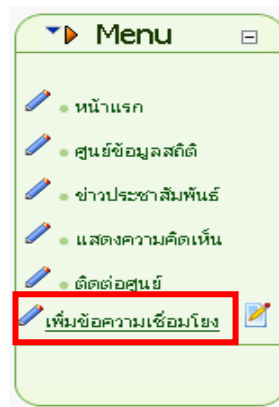 Menu
หน้าแรก
ศูนย์ข้อมูลสถิติ
ข่าวประชาสัมพันธ์
แสดงความคิดเห็น
ติดต่อศูนย์
เพิ่มข้อความเชื่อมโยง